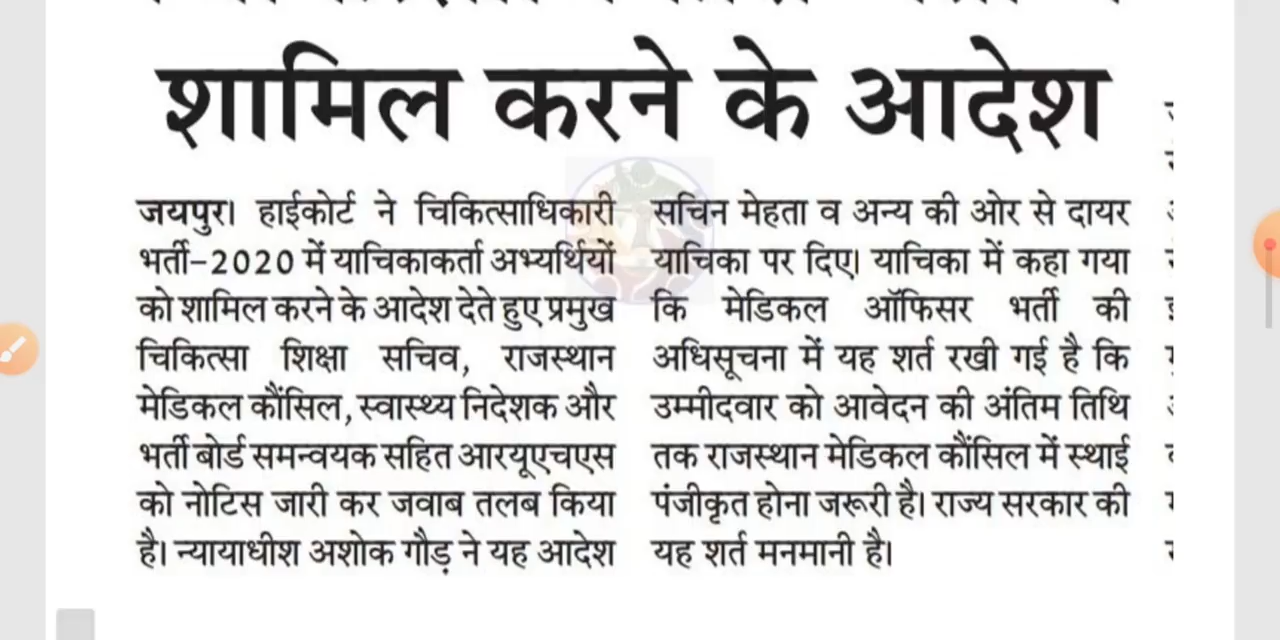 शामिल करने के आदेश
जयपुर। हाईकोर्ट ने चिकित्साधिकारी
भर्ती-2020 में याचिकाकर्ता अभ्यर्थियों
को शामिल करने के आदेश देते हुए प्रमुख
चिकित्सा शिक्षा सचिव, राजस्थान
मेडिकल कौंसिल, स्वास्थ्य निदेशक और
भर्ती बोर्ड समन्वयक सहित आरयूएचएस
को नोटिस जारी कर जवाब तलब किया
है। न्यायाधीश अशोक गौड़ ने यह आदेश
सचिन मेहता व अन्य की ओर से दायर
याचिका पर दिए। याचिका में कहा गया
कि मेडिकल ऑफिसर भर्ती की
अधिसूचना में यह शर्त रखी गई है कि
उम्मीदवार को आवेदन की अंतिम तिथि
तक राजस्थान मेडिकल कौंसिल में स्थाई
पंजीकृत होना जरूरी है। राज्य सरकार की
यह शर्त मनमानी है।